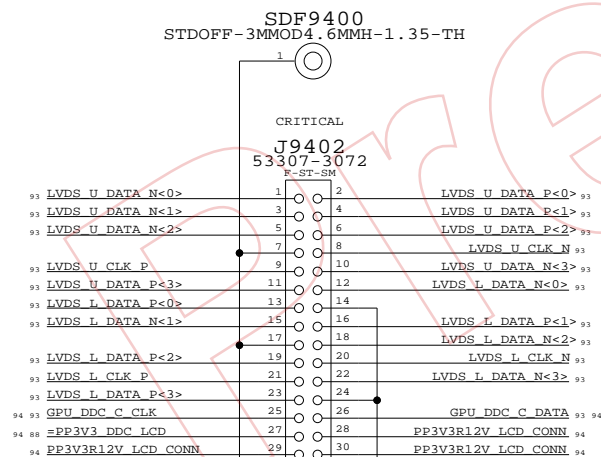 SDF9400
STDOFF-3MMOD4.6MMH-1.35-TH
1
CRITICAL
J9402
53307-3072
F-ST-SM
93 LVDS_U_DATA_N<0> 1 2 LVDS_U_DATA_P<0> 93
93 LVDS_U_DATA_N<1> 3 4 LVDS_U_DATA_P<1> 93
93 LVDS_U_DATA_N<2> 5 6 LVDS_U_DATA_P<2> 93
7 8 LVDS_U_CLK_N 93
93 LVDS_U_CLK_P 9 10 LVDS_U_DATA_N<3> 93
93 LVDS_U_DATA_P<3> 11 12 LVDS_L_DATA_N<0> 93
93 LVDS_L_DATA_P<0> 13 14
93 LVDS_L_DATA_N<1> 15 16 LVDS_L_DATA_P<1> 93
17 18 LVDS_L_DATA_N<2> 93
93 LVDS_L_DATA_P<2> 19 20 LVDS_L_CLK_N 93
93 LVDS_L_CLK_P 21 22 LVDS_L_DATA_N<3> 93
93 LVDS_L_DATA_P<3> 23 24
94 93 GPU_DDC_C_CLK 25 26 GPU_DDC_C_DATA 93 94
94 88 =PP3V3_DDC_LCD 27 28 PP3V3R12V_LCD_CONN 94
94 PP3V3R12V_LCD_CONN 29 30 PP3V3R12V_LCD_CONN 94
Pre